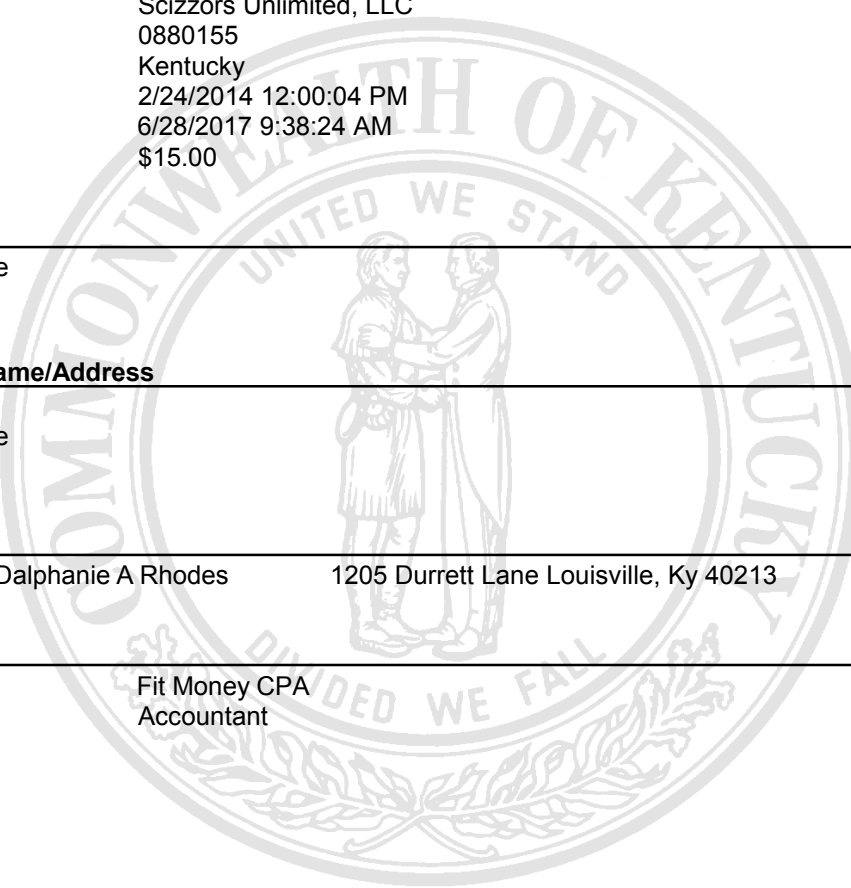 Scizzors Unlimited, LLC
0880155
Kentucky
2/24/2014 12:00:04 PM
6/28/2017 9:38:24 AM
$15.00
COMMONWEALTH OF KENTUCKY
UNITED WE STAND
e
ame/Address
e
Dalphanie A Rhodes 1205 Durrett Lane Louisville, Ky 40213
DIVIDED WE FALL
Fit Money CPA
Accountant